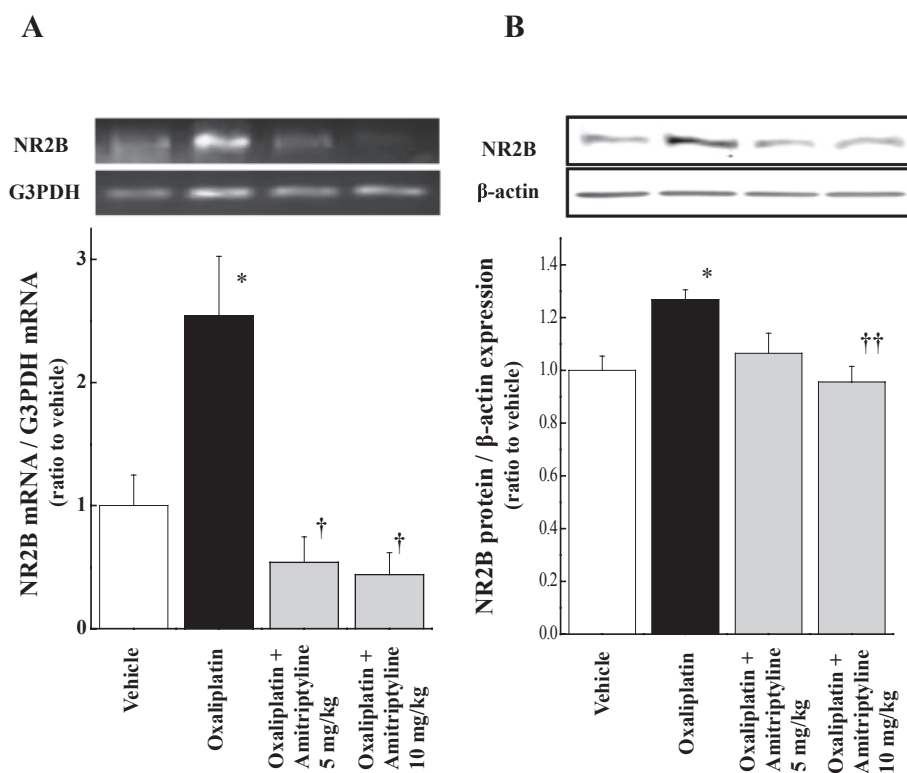 A
NR2B
G3PDH
NR2B mRNA / G3PDH mRNA
(ratio to vehicle)
3
2
1
0
*
†
†
Vehicle
Oxaliplatin
Oxaliplatin +
Amitriptyline
5 mg/kg
Oxaliplatin +
Amitriptyline
10 mg/kg
B
NR2B
β-actin
NR2B protein / β-actin expression
(ratio to vehicle)
1.4
1.2
1.0
0.8
0.6
0.4
0.2
0.0
*
††
Vehicle
Oxaliplatin
Oxaliplatin +
Amitriptyline
5 mg/kg
Oxaliplatin +
Amitriptyline
10 mg/kg